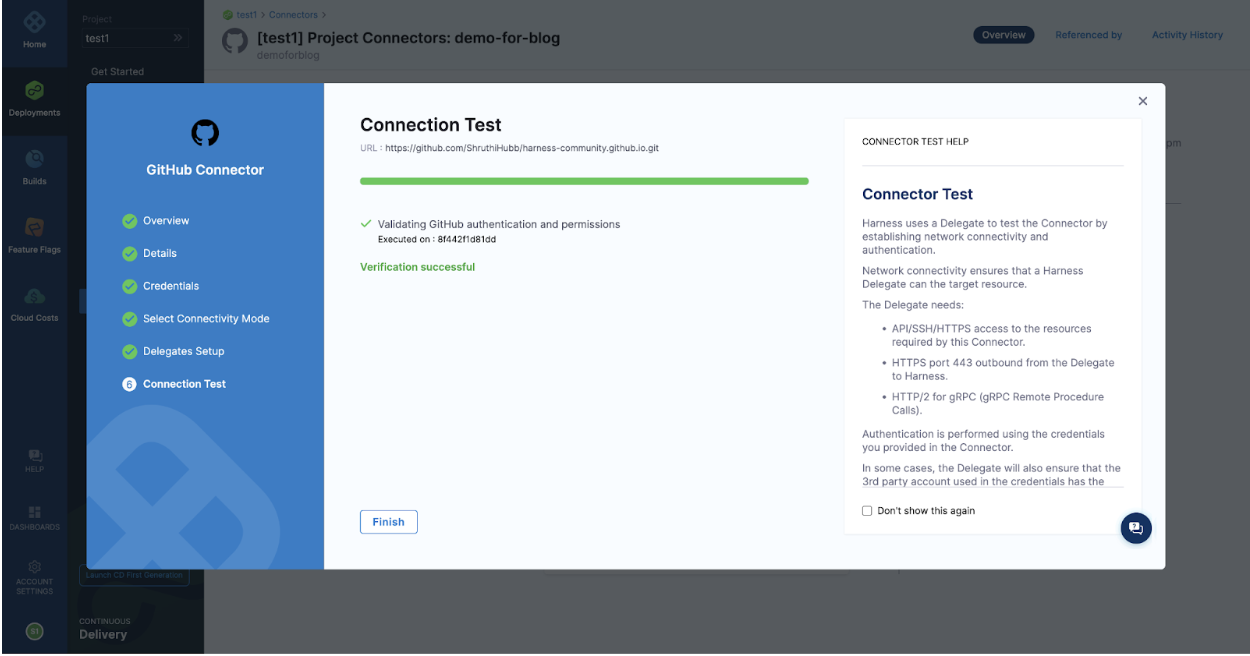 Home
Deployments
Builds
Feature Flags
Cloud Costs
HELP
DASHBOARDS
ACCOUNT
SETTINGS
S1
Project
test1
Get Started
Launch CD First Generation
CONTINUOUS
Delivery
test1 > Connectors >
[test1] Project Connectors: demo-for-blog
demoforblog
Overview
Referenced by
Activity History
pm
GitHub Connector
Overview
Details
Credentials
Select Connectivity Mode
Delegates Setup
6 Connection Test
Connection Test
URL : https://github.com/ShruthiHubb/harness-community.github.io.git
Validating GitHub authentication and permissions
Executed on : 8f442f1d81dd
Verification successful
Finish
CONNECTOR TEST HELP
Connector Test
Harness uses a Delegate to test the Connector by
establishing network connectivity and
authentication.
Network connectivity ensures that a Harness
Delegate can the target resource.
The Delegate needs:
• API/SSH/HTTPS access to the resources
required by this Connector.
• HTTPS port 443 outbound from the Delegate
to Harness.
• HTTP/2 for gRPC (gRPC Remote Procedure
Calls).
Authentication is performed using the credentials
you provided in the Connector.
In some cases, the Delegate will also ensure that the
3rd party account used in the credentials has the
Don't show this again